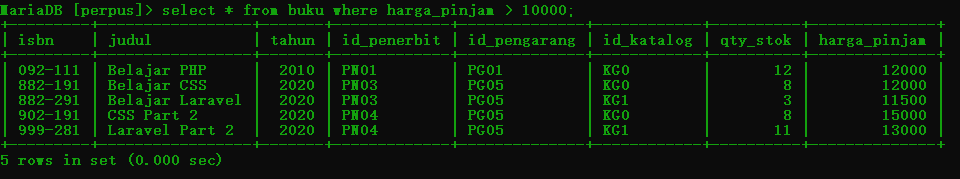 MariaDB [perpus]> select * from buku where harga_pinjam > 10000;
+---------+-----------------+-------+-------------+--------------+------------+----------+--------------+
| isbn    | judul           | tahun | id_penerbit | id_pengarang | id_katalog | qty_stok | harga_pinjam |
+---------+-----------------+-------+-------------+--------------+------------+----------+--------------+
| 092-111 | Belajar PHP     |  2010 | PN01        | PG01         | KG0        |       12 |        12000 |
| 882-191 | Belajar CSS     |  2020 | PN03        | PG05         | KG0        |        8 |        12000 |
| 882-291 | Belajar Laravel |  2020 | PN03        | PG05         | KG1        |        3 |        11500 |
| 902-191 | CSS Part 2      |  2020 | PN04        | PG05         | KG0        |        8 |        15000 |
| 999-281 | Laravel Part 2  |  2020 | PN04        | PG05         | KG1        |       11 |        13000 |
+---------+-----------------+-------+-------------+--------------+------------+----------+--------------+
5 rows in set (0.000 sec)